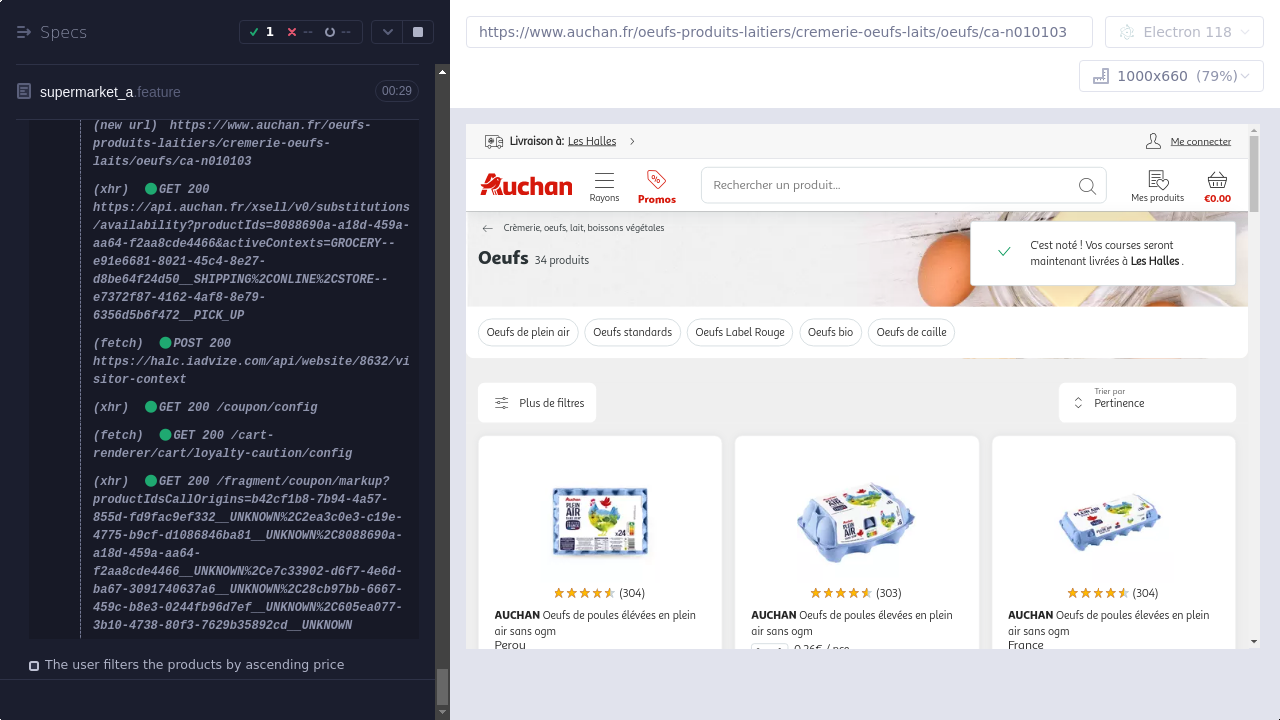 Specs
1
--
--
supermarket_a.feature
00:29
(new url) https://www.auchan.fr/oeufs-
produits-laitiers/cremerie-oeufs-
laits/oeufs/ca-n010103
(xhr) GET 200
https://api.auchan.fr/xsell/v0/substitutions
/availability?productIds=8088690a-a18d-459a-
aa64-f2aa8cde4466&activeContexts=GROCERY--
e91e6681-8021-45c4-8e27-
d8be64f24d50__SHIPPING%2CONLINE%2CSTORE--
e7372f87-4162-4af8-8e79-
6356d5b6f472__PICK_UP
(fetch) POST 200
https://halc.iadvize.com/api/website/8632/vi
sitor-context
(xhr) GET 200 /coupon/config
(fetch) GET 200 /cart-
renderer/cart/loyalty-caution/config
(xhr) GET 200 /fragment/coupon/markup?
productIdsCallOrigins=b42cf1b8-7b94-4a57-
855d-fd9fac9ef332__UNKNOWN%2C2ea3c0e3-c19e-
4775-b9cf-d1086846ba81__UNKNOWN%2C8088690a-
a18d-459a-aa64-
f2aa8cde4466__UNKNOWN%2Ce7c33902-d6f7-4e6d-
ba67-3091740637a6__UNKNOWN%2C28cb97bb-6667-
459c-b8e3-0244fb96d7ef__UNKNOWN%2C605ea077-
3b10-4738-80f3-7629b35892cd__UNKNOWN
The user filters the products by ascending price
https://www.auchan.fr/oeufs-produits-laitiers/cremerie-oeufs-laits/oeufs/ca-n010103
Electron 118
1000x660 (79%)
Livraison à: Les Halles
Me connecter
Auchan
Rayons
Promos
Rechercher un produit...
Mes produits
€0.00
Crèmerie, oeufs, lait, boissons végétales
Oeufs 34 produits
C'est noté ! Vos courses seront
maintenant livrées à Les Halles .
Oeufs de plein air
Oeufs standards
Oeufs Label Rouge
Oeufs bio
Oeufs de caille
Plus de filtres
Trier par
Pertinence
Auchan
PLEIN
AIR
x24
(304)
AUCHAN Oeufs de poules élévées en plein
air sans ogm
Perou
(303)
AUCHAN Oeufs de poules élevées en plein
air sans ogm
0.26€ / pce
(304)
AUCHAN Oeufs de poules élevées en plein
air sans ogm
France